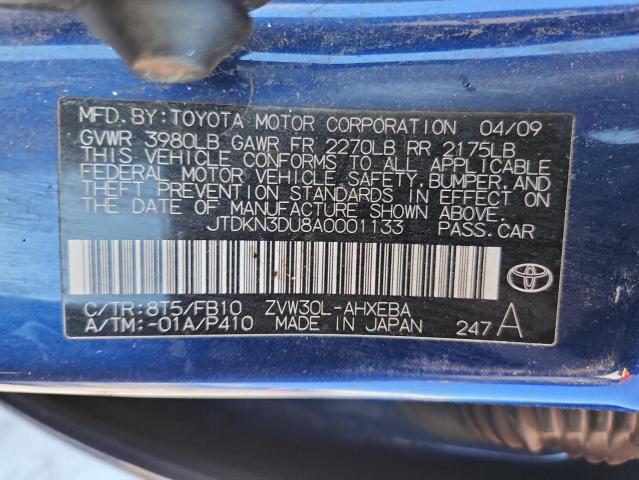 MFD. BY: TOYOTA MOTOR CORPORATION 04/09
GVWR 3980LB GAWR FR 2270LB RR 2175LB
THIS VEHICLE CONFORMS TO ALL APPLICABLE
FEDERAL MOTOR VEHICLE SAFETY, BUMPER, AND
THEFT PREVENTION STANDARDS IN EFFECT ON
THE DATE OF MANUFACTURE SHOWN ABOVE.
JTDKN3DU8A0001133 PASS. CAR
C/TR: 8T5/FB10 ZVW30L-AHXEBA
A/TM: -01A/P410 MADE IN JAPAN 247 A